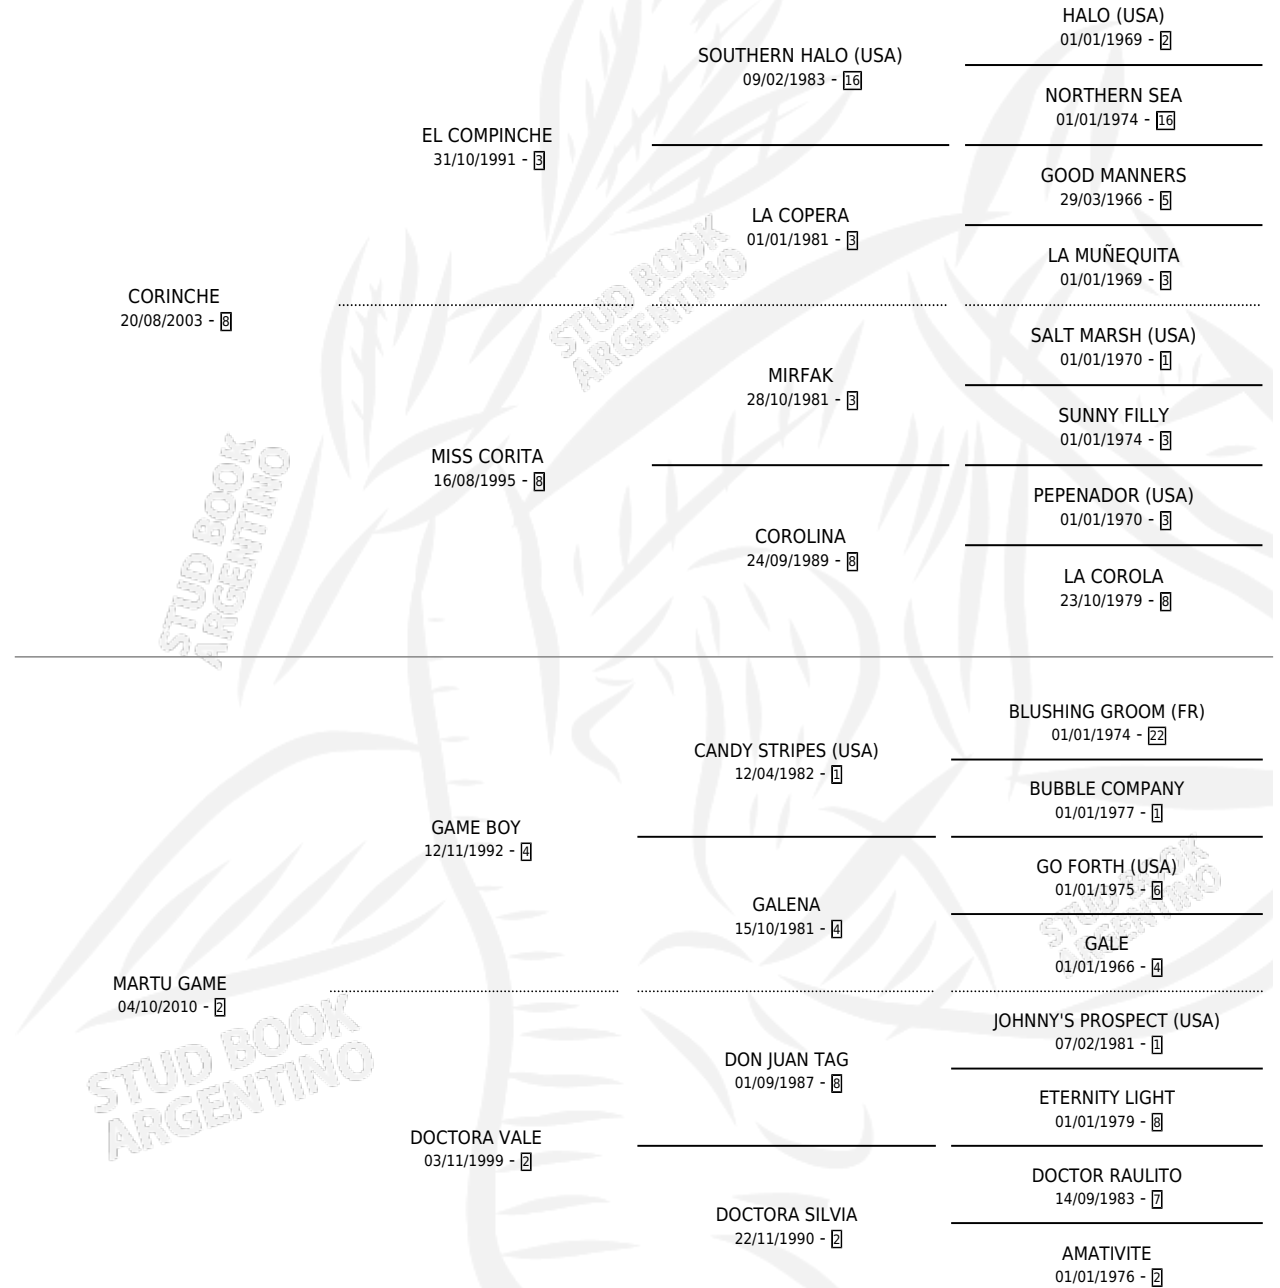 HALO (USA)
01/01/1969 - 2
SOUTHERN HALO (USA)
09/02/1983 - 16
NORTHERN SEA
01/01/1974 - 16
EL COMPINCHE
31/10/1991 - 3
GOOD MANNERS
29/03/1966 - 5
LA COPERA
01/01/1981 - 3
LA MUÑEQUITA
01/01/1969 - 3
CORINCHE
20/08/2003 - 8
STUD BOOK
ARGENTINO
SALT MARSH (USA)
01/01/1970 - 1
MIRFAK
28/10/1981 - 3
SUNNY FILLY
01/01/1974 - 3
MISS CORITA
16/08/1995 - 8
PEPENADOR (USA)
01/01/1970 - 3
COROLINA
24/09/1989 - 8
LA COROLA
23/10/1979 - 8
STUD BOOK
ARGENTINO
BLUSHING GROOM (FR)
01/01/1974 - 22
CANDY STRIPES (USA)
12/04/1982 - 1
BUBBLE COMPANY
01/01/1977 - 1
GAME BOY
12/11/1992 - 4
GO FORTH (USA)
01/01/1975 - 6
GALENA
15/10/1981 - 4
GALE
01/01/1966 - 4
STUD BOOK
ARGENTINO
MARTU GAME
04/10/2010 - 2
JOHNNY'S PROSPECT (USA)
07/02/1981 - 1
DON JUAN TAG
01/09/1987 - 8
ETERNITY LIGHT
01/01/1979 - 8
STUD BOOK
ARGENTINO
DOCTORA VALE
03/11/1999 - 2
DOCTOR RAULITO
14/09/1983 - 7
DOCTORA SILVIA
22/11/1990 - 2
AMATIVITE
01/01/1976 - 2